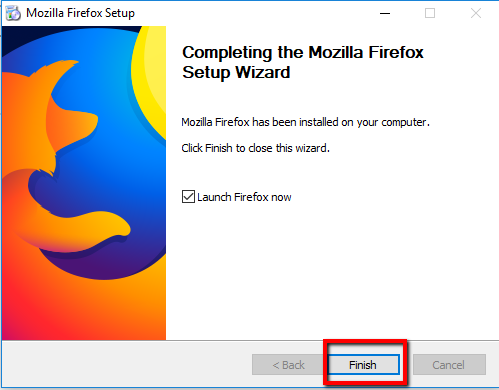 Mozilla Firefox Setup
Completing the Mozilla Firefox
Setup Wizard
Mozilla Firefox has been installed on your computer.
Click Finish to close this wizard.
Launch Firefox now
< Back Finish Cancel